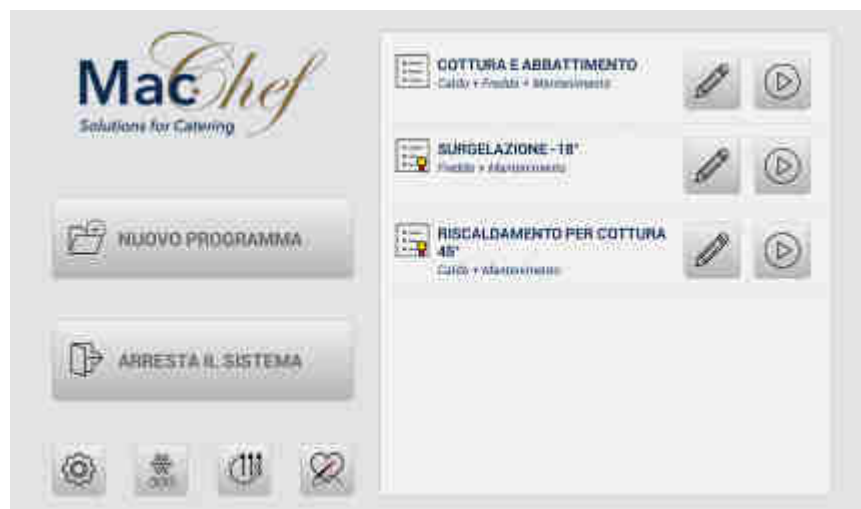 MacChef
Solutions for Catering
NUOVO PROGRAMMA
ARRESTA IL SISTEMA
COTTURA E ABBATTIMENTO
Caldo + Freddo + Mantenimento
SURGELAZIONE -18°
Freddo + Mantenimento
RISCALDAMENTO PER COTTURA
45°
Caldo + Mantenimento